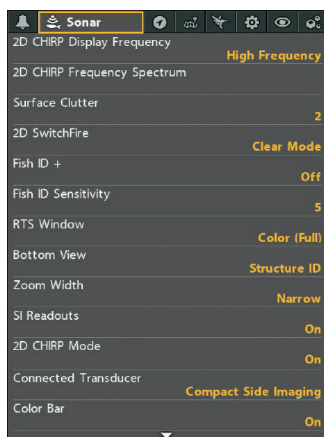 Sonar
2D CHIRP Display Frequency
High Frequency
2D CHIRP Frequency Spectrum
Surface Clutter
2
2D SwitchFire
Clear Mode
Fish ID +
Off
Fish ID Sensitivity
5
RTS Window
Color (Full)
Bottom View
Structure ID
Zoom Width
Narrow
SI Readouts
On
2D CHIRP Mode
On
Connected Transducer
Compact Side Imaging
Color Bar
On